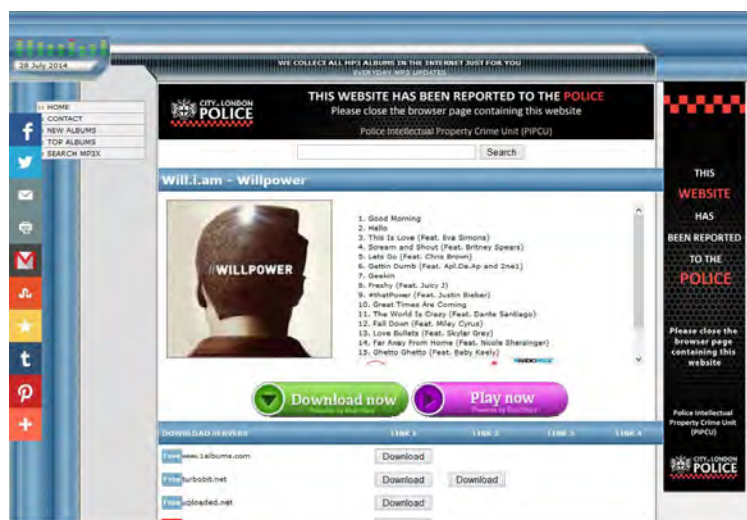 28 July 2014
WE COLLECT ALL MP3 ALBUMS IN THE INTERNET JUST FOR YOU
EVERYDAY MP3 UPDATES
HOME
CONTACT
NEW ALBUMS
TOP ALBUMS
SEARCH MP3X
CITY OF LONDON
POLICE
THIS WEBSITE HAS BEEN REPORTED TO THE POLICE
Please close the browser page containing this website
Police Intellectual Property Crime Unit (PIPCU)
Search
Will.i.am - Willpower
#WILLPOWER
1. Good Morning
2. Hello
3. This Is Love (Feat. Eva Simons)
4. Scream and Shout (Feat. Britney Spears)
5. Lets Go (Feat. Chris Brown)
6. Gettin Dumb (Feat. Apl.De.Ap and 2ne1)
7. Geekin
8. Freshy (Feat. Juicy J)
9. #thatPower (Feat. Justin Bieber)
10. Great Times Are Coming
11. The World Is Crazy (Feat. Dante Santiago)
12. Fall Down (Feat. Miley Cyrus)
13. Love Bullets (Feat. Skylar Grey)
14. Far Away From Home (Feat. Nicole Sherzinger)
15. Ghetto Ghetto (Feat. Baby Kaely)
Download now
Play now
DOWNLOAD SERVERS LINK 1 LINK 2 LINK 3 LINK 4
Free www.1albums.com Download
Free turbobit.net Download Download
Free uploaded.net Download
THIS
WEBSITE
HAS
BEEN REPORTED
TO THE
POLICE
Please close the
browser page
containing this
website
Police Intellectual
Property Crime Unit
(PIPCU)
CITY OF LONDON
POLICE